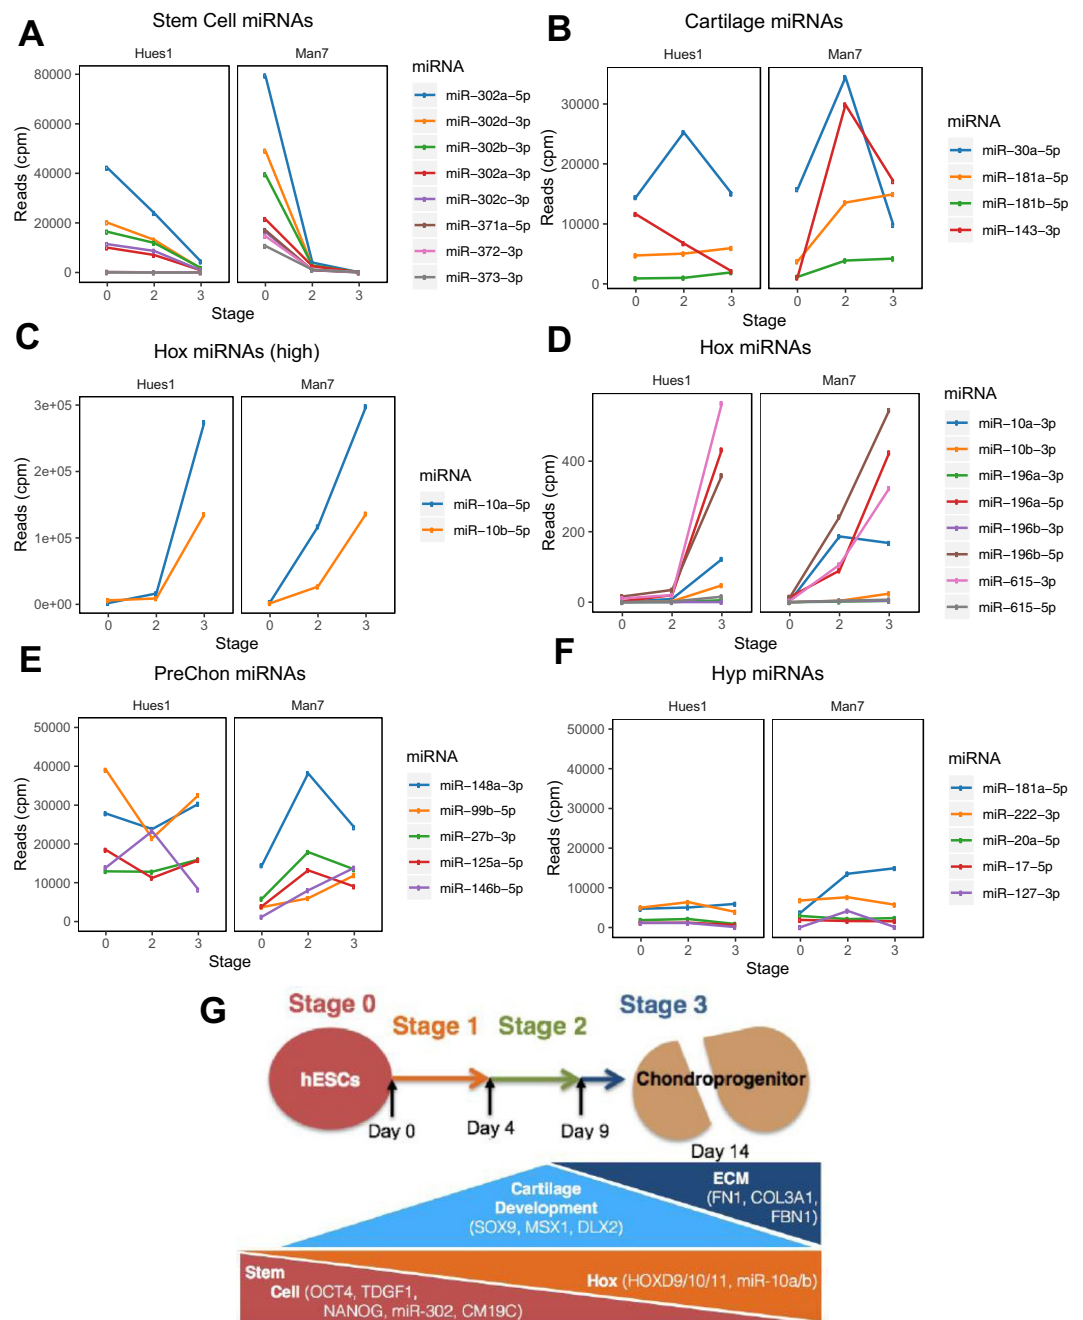 A
Stem Cell miRNAs
Hues1
Man7
Reads (cpm)
80000
60000
40000
20000
0
0
2
3
0
2
3
Stage
miRNA
miR−302a−5p
miR−302d−3p
miR−302b−3p
miR−302a−3p
miR−302c−3p
miR−371a−5p
miR−372−3p
miR−373−3p
B
Cartilage miRNAs
Hues1
Man7
Reads (cpm)
30000
20000
10000
0
0
2
3
0
2
3
Stage
miRNA
miR−30a−5p
miR−181a−5p
miR−181b−5p
miR−143−3p
C
Hox miRNAs (high)
Hues1
Man7
Reads (cpm)
3e+05
2e+05
1e+05
0e+00
0
2
3
0
2
3
Stage
miRNA
miR−10a−5p
miR−10b−5p
D
Hox miRNAs
Hues1
Man7
Reads (cpm)
400
200
0
0
2
3
0
2
3
Stage
miRNA
miR−10a−3p
miR−10b−3p
miR−196a−3p
miR−196a−5p
miR−196b−3p
miR−196b−5p
miR−615−3p
miR−615−5p
E
PreChon miRNAs
Hues1
Man7
Reads (cpm)
50000
40000
30000
20000
10000
0
0
2
3
0
2
3
Stage
miRNA
miR−148a−3p
miR−99b−5p
miR−27b−3p
miR−125a−5p
miR−146b−5p
F
Hyp miRNAs
Hues1
Man7
Reads (cpm)
50000
40000
30000
20000
10000
0
0
2
3
0
2
3
Stage
miRNA
miR−181a−5p
miR−222−3p
miR−20a−5p
miR−17−5p
miR−127−3p
G
Stage 0
Stage 1
Stage 2
Stage 3
hESCs
Chondroprogenitor
Day 0
Day 4
Day 9
Day 14
Cartilage
Development
(SOX9, MSX1, DLX2)
ECM
(FN1, COL3A1,
FBN1)
Stem
Cell (OCT4, TDGF1,
NANOG, miR-302, CM19C)
Hox (HOXD9/10/11, miR-10a/b)